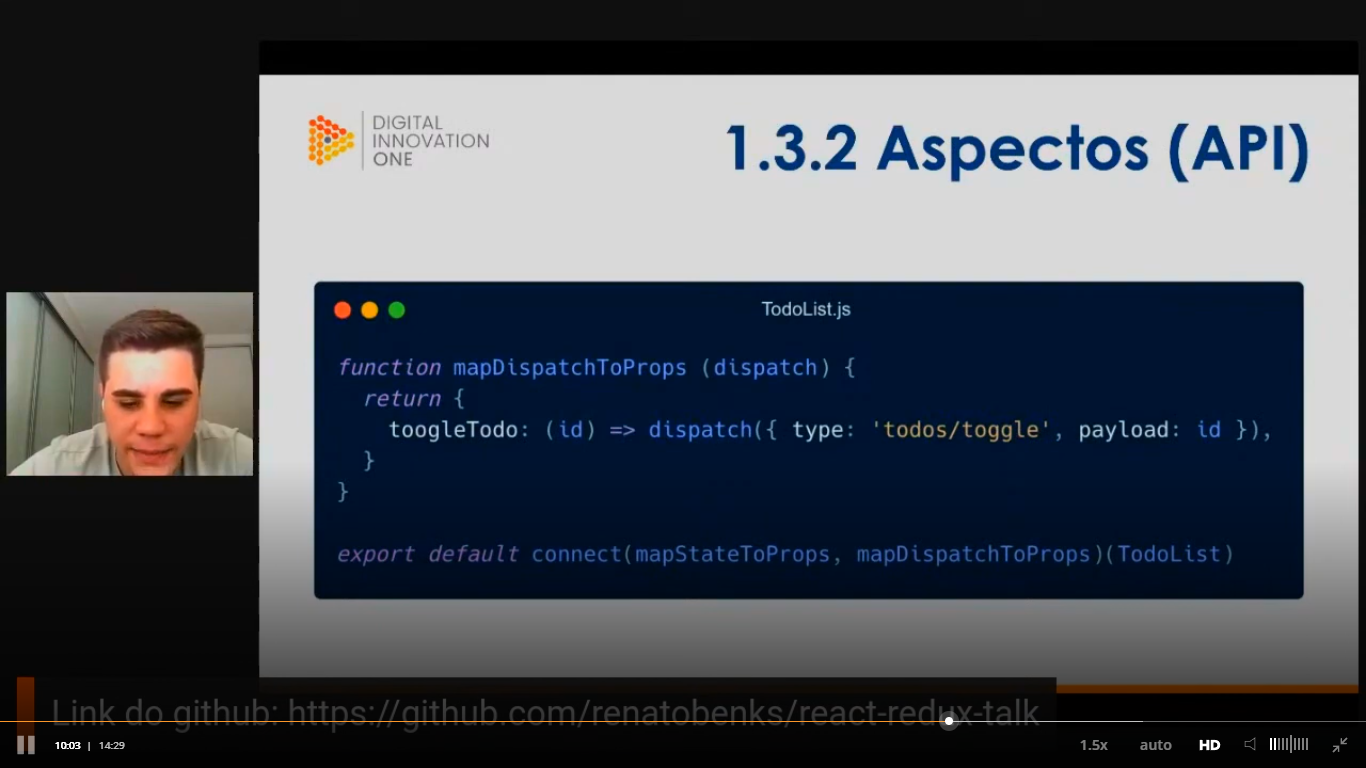 DIGITAL
INNOVATION
ONE
1.3.2 Aspectos (API)
TodoList.js
function mapDispatchToProps (dispatch) {
return {
toogleTodo: (id) => dispatch({ type: 'todos/toggle', payload: id }),
}
}
export default connect(mapStateToProps, mapDispatchToProps)(TodoList)
Link do github: https://github.com/renatobenks/react-redux-talk
10:03 | 14:29
1.5x auto HD